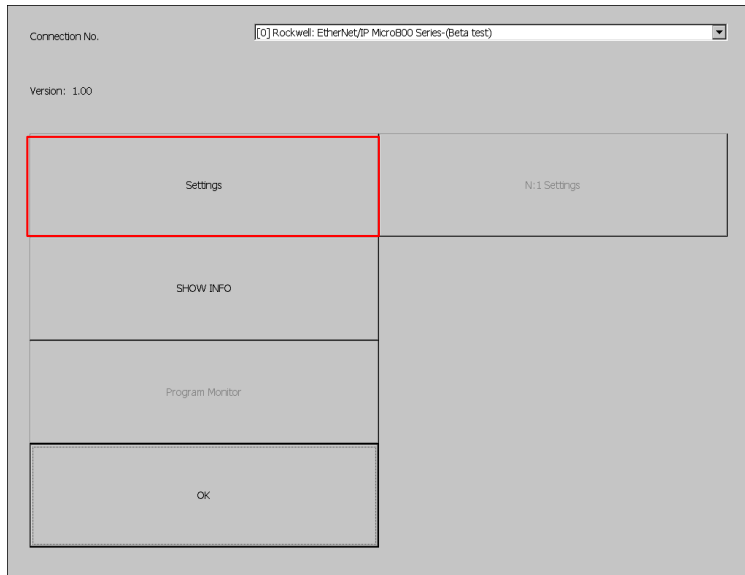 Connection No.
[0] Rockwell: EtherNet/IP Micro800 Series-(Beta test)
Version: 1.00
Settings
N:1 Settings
SHOW INFO
Program Monitor
OK